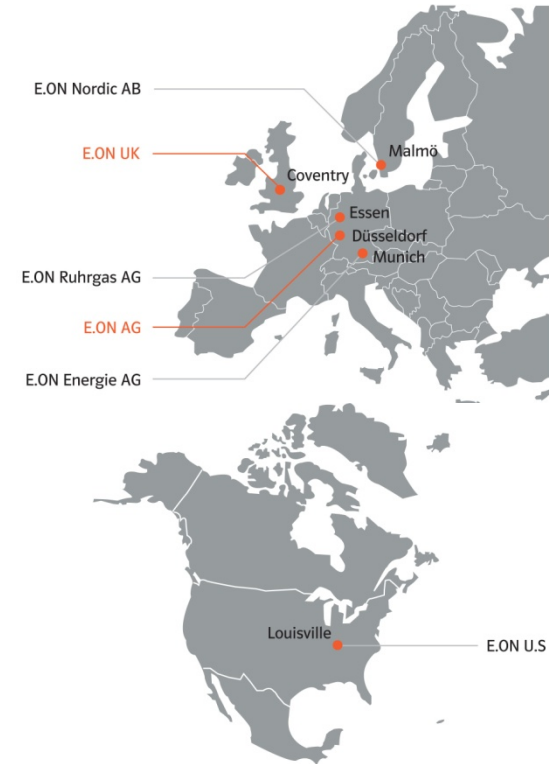 E.ON Nordic AB
Malmö
E.ON UK
Coventry
Essen
Düsseldorf
Munich
E.ON Ruhrgas AG
E.ON AG
E.ON Energie AG
Louisville
E.ON U.S